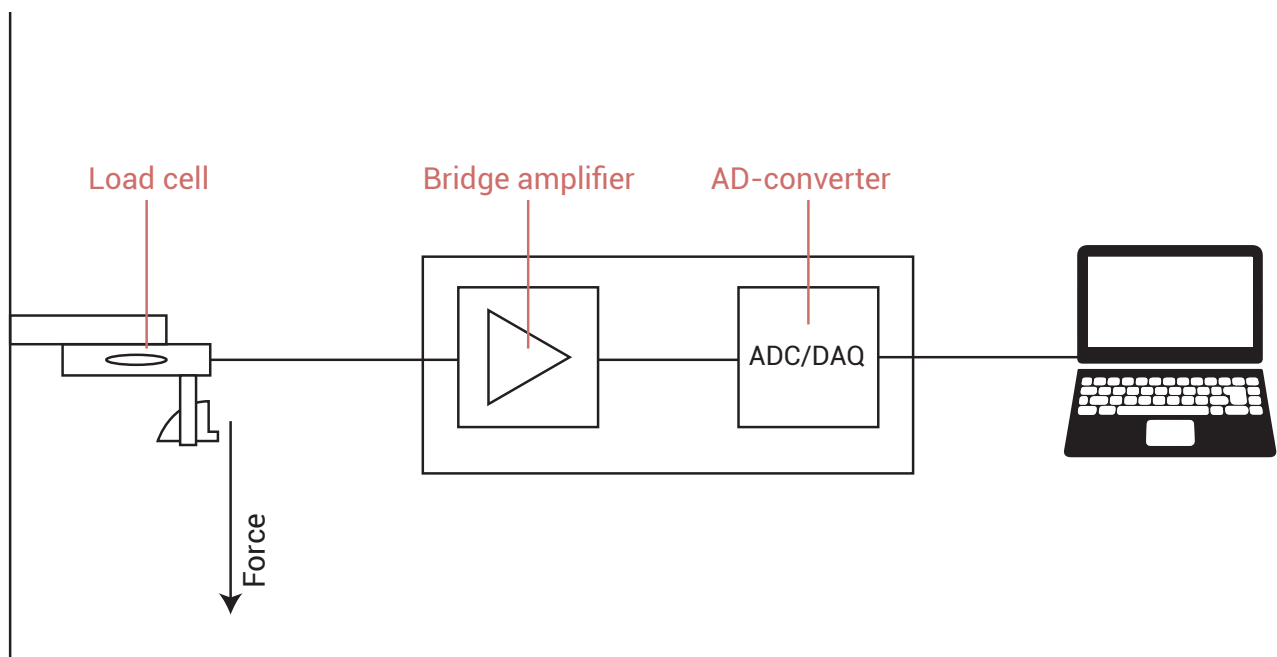 Load cell
Bridge amplifier
AD-converter
ADC/DAQ
Force